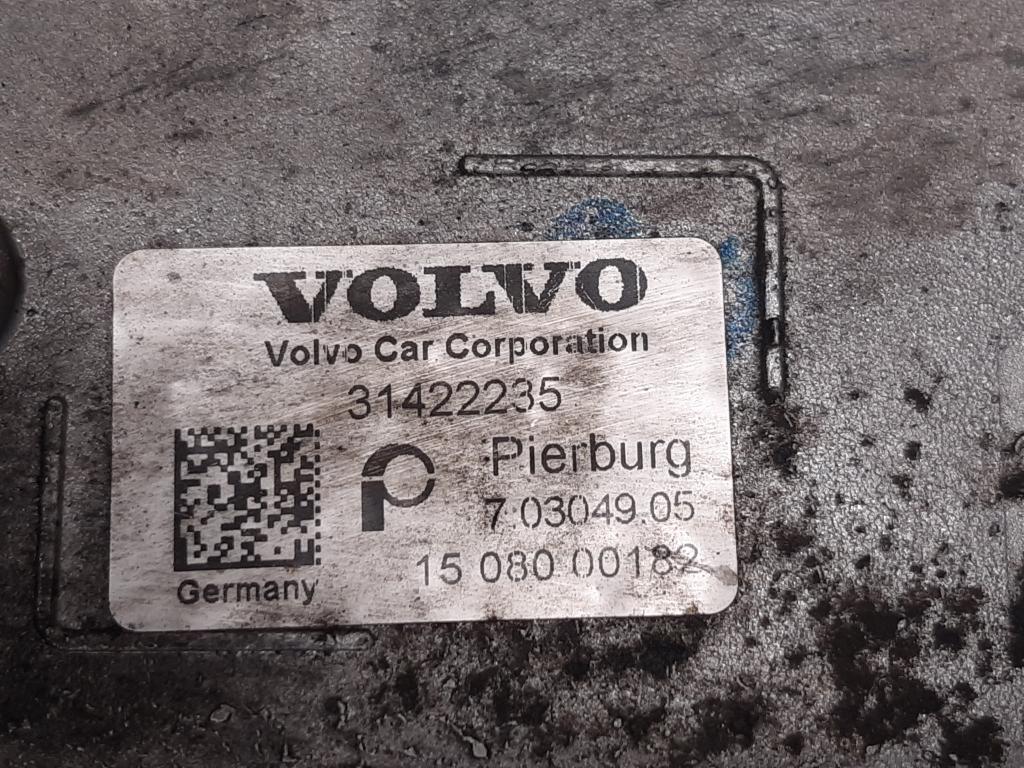 VOLVO
Volvo Car Corporation
31422235
Pierburg
7.03049.05
15 080 00182
Germany